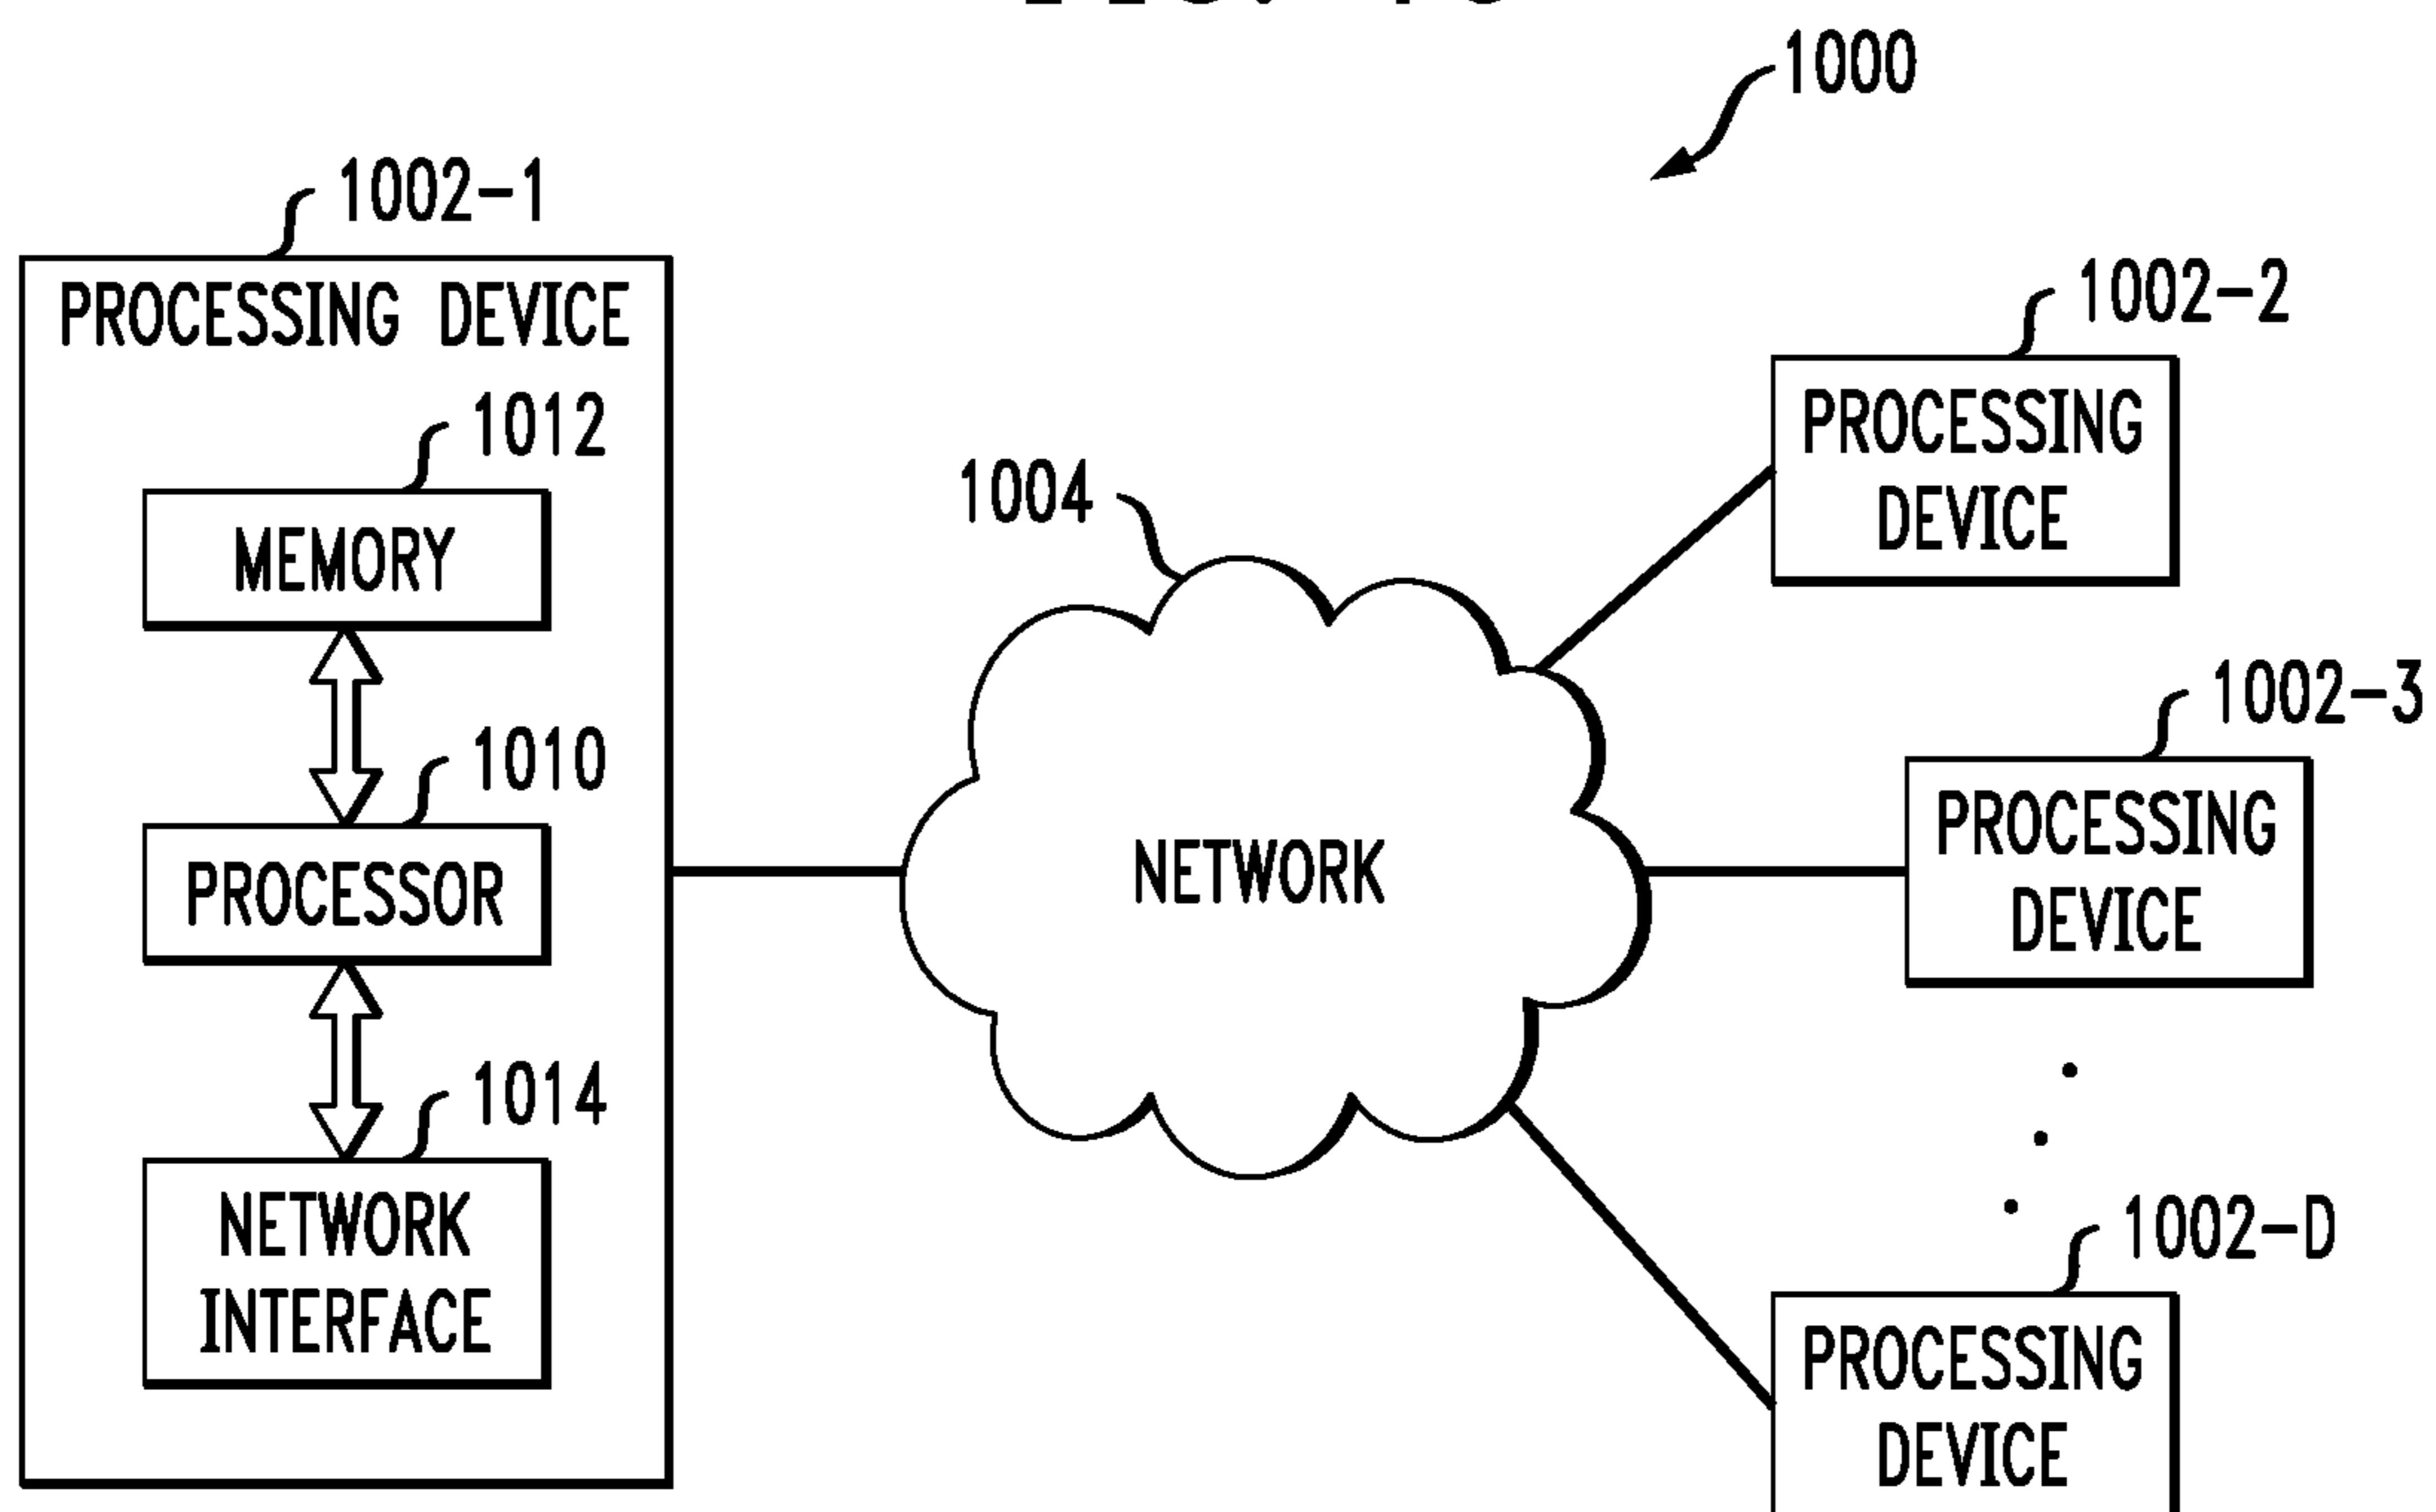 1000
1002-1
PROCESSING DEVICE
1012
MEMORY
1010
PROCESSOR
1014
NETWORK
INTERFACE
1004
NETWORK
1002-2
PROCESSING
DEVICE
1002-3
PROCESSING
DEVICE
1002-D
PROCESSING
DEVICE